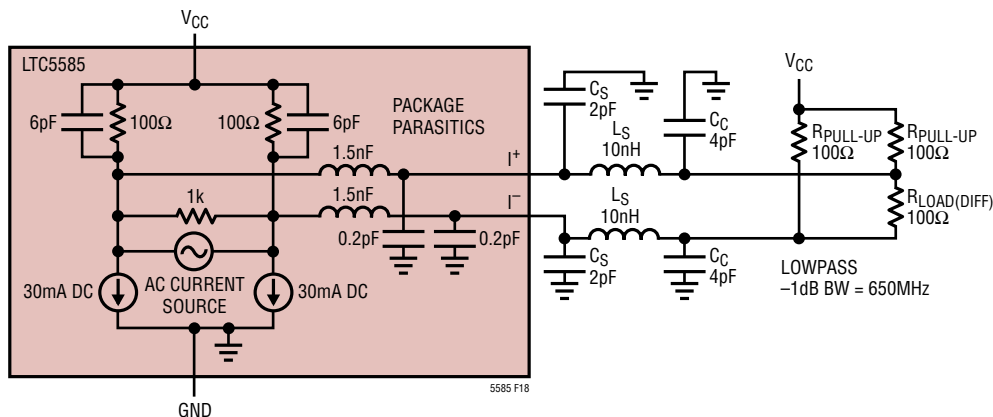 VCC
LTC5585
6pF
100Ω
100Ω
6pF
PACKAGE
PARASITICS
1.5nF
1.5nF
I+
I–
1k
0.2pF
0.2pF
AC CURRENT
SOURCE
30mA DC
30mA DC
GND
5585 F18
CS
2pF
LS
10nH
CC
4pF
LS
10nH
CS
2pF
CC
4pF
VCC
RPULL-UP
100Ω
RPULL-UP
100Ω
RLOAD(DIFF)
100Ω
LOWPASS
–1dB BW = 650MHz